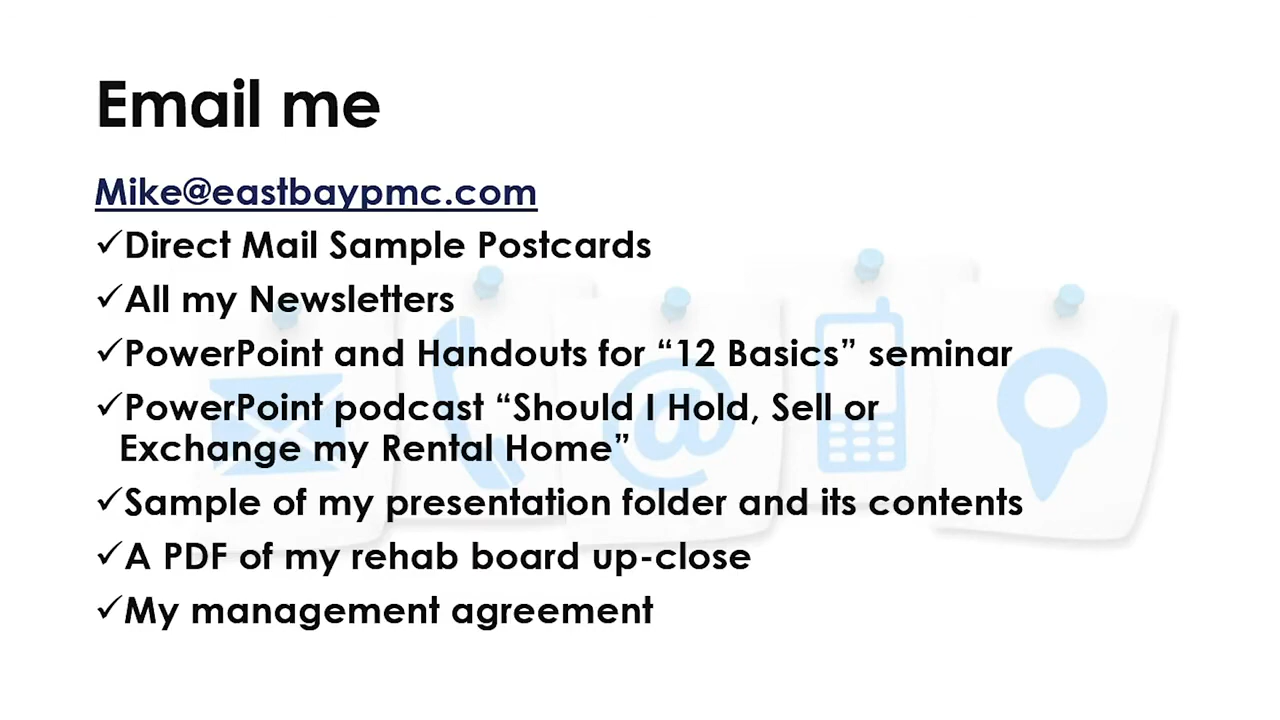 Email me
Mike@eastbaypmc.com
✓Direct Mail Sample Postcards
✓All my Newsletters
✓PowerPoint and Handouts for “12 Basics” seminar
✓PowerPoint podcast “Should I Hold, Sell or
Exchange my Rental Home”
✓Sample of my presentation folder and its contents
✓A PDF of my rehab board up-close
✓My management agreement